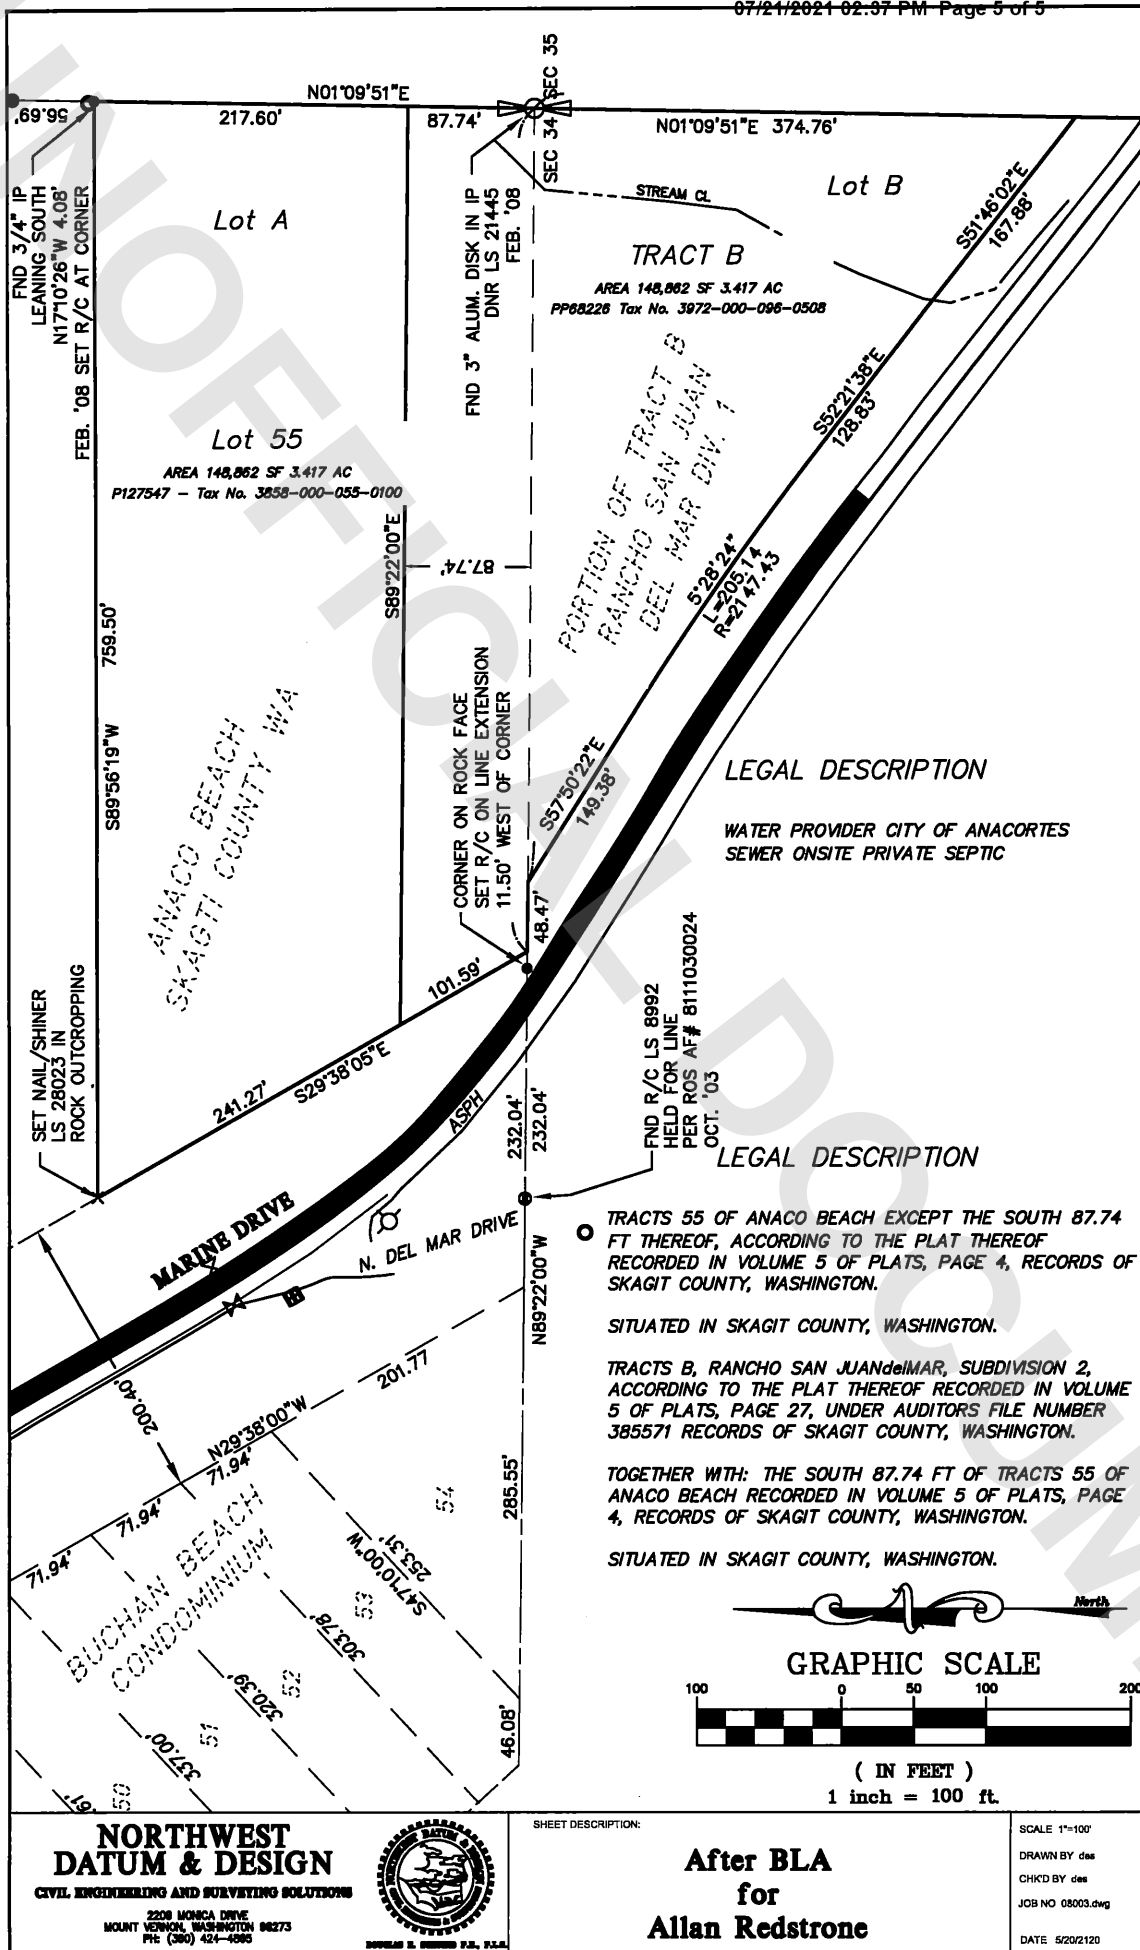 07/21/2021 02:37 PM Page 5 of 5
UNOFFICIAL DOCUMENT
SEC 34
SEC 35
56.69'
N01°09'51"E
217.60'
87.74'
N01°09'51"E 374.76'
FND 3/4" IP
LEANING SOUTH
N17°10'26"W 4.08'
FEB. '08 SET R/C AT CORNER
Lot A
FND 3" ALUM. DISK IN IP
DNR LS 21445
FEB. '08
STREAM CL
Lot B
S51°46'02"E
167.88'
TRACT B
AREA 148,862 SF 3.417 AC
PP68226 Tax No. 3972-000-096-0508
Lot 55
AREA 148,862 SF 3.417 AC
P127547 - Tax No. 3858-000-055-0100
PORTION OF TRACT B
RANCHO SAN JUAN
DEL MAR DIV. 1
S52°21'38"E
128.83'
S89°22'00"E
87.74'
5°28'24"
L=205.14
R=2147.43
759.50'
S89°56'19"W
ANACO BEACH
SKAGTI COUNTY WA
CORNER ON ROCK FACE
SET R/C ON LINE EXTENSION
11.50' WEST OF CORNER
S57°50'22"E
149.38'
48.47'
LEGAL DESCRIPTION
WATER PROVIDER CITY OF ANACORTES
SEWER ONSITE PRIVATE SEPTIC
SET NAIL/SHINER
LS 28023 IN
ROCK OUTCROPPING
101.59'
241.27'
S29°38'05"E
ASPH
232.04'
232.04'
FND R/C LS 8992
HELD FOR LINE
PER ROS AF# 8111030024
OCT. '03
LEGAL DESCRIPTION
MARINE DRIVE
N. DEL MAR DRIVE
N89°22'00"W
TRACTS 55 OF ANACO BEACH EXCEPT THE SOUTH 87.74
FT THEREOF, ACCORDING TO THE PLAT THEREOF
RECORDED IN VOLUME 5 OF PLATS, PAGE 4, RECORDS OF
SKAGIT COUNTY, WASHINGTON.
SITUATED IN SKAGIT COUNTY, WASHINGTON.
TRACTS B, RANCHO SAN JUANdelMAR, SUBDIVISION 2,
ACCORDING TO THE PLAT THEREOF RECORDED IN VOLUME
5 OF PLATS, PAGE 27, UNDER AUDITORS FILE NUMBER
385571 RECORDS OF SKAGIT COUNTY, WASHINGTON.
TOGETHER WITH: THE SOUTH 87.74 FT OF TRACTS 55 OF
ANACO BEACH RECORDED IN VOLUME 5 OF PLATS, PAGE
4, RECORDS OF SKAGIT COUNTY, WASHINGTON.
SITUATED IN SKAGIT COUNTY, WASHINGTON.
200.40'
201.77
N29°38'00"W
71.94'
71.94'
71.94'
285.55'
BUCHAN BEACH
CONDOMINIUM
54
S47°10'00"W
253.31'
53
303.78'
52
320.39'
51
337.00'
50
.61'
46.08'
North
GRAPHIC SCALE
100 0 50 100 200
( IN FEET )
1 inch = 100 ft.
NORTHWEST
DATUM & DESIGN
CIVIL ENGINEERING AND SURVEYING SOLUTIONS
2208 MONICA DRIVE
MOUNT VERNON, WASHINGTON 98273
PH: (360) 424-4865
SHEET DESCRIPTION:
After BLA
for
Allan Redstrone
SCALE 1"=100'
DRAWN BY des
CHK'D BY des
JOB NO 08003.dwg
DATE 5/20/2120